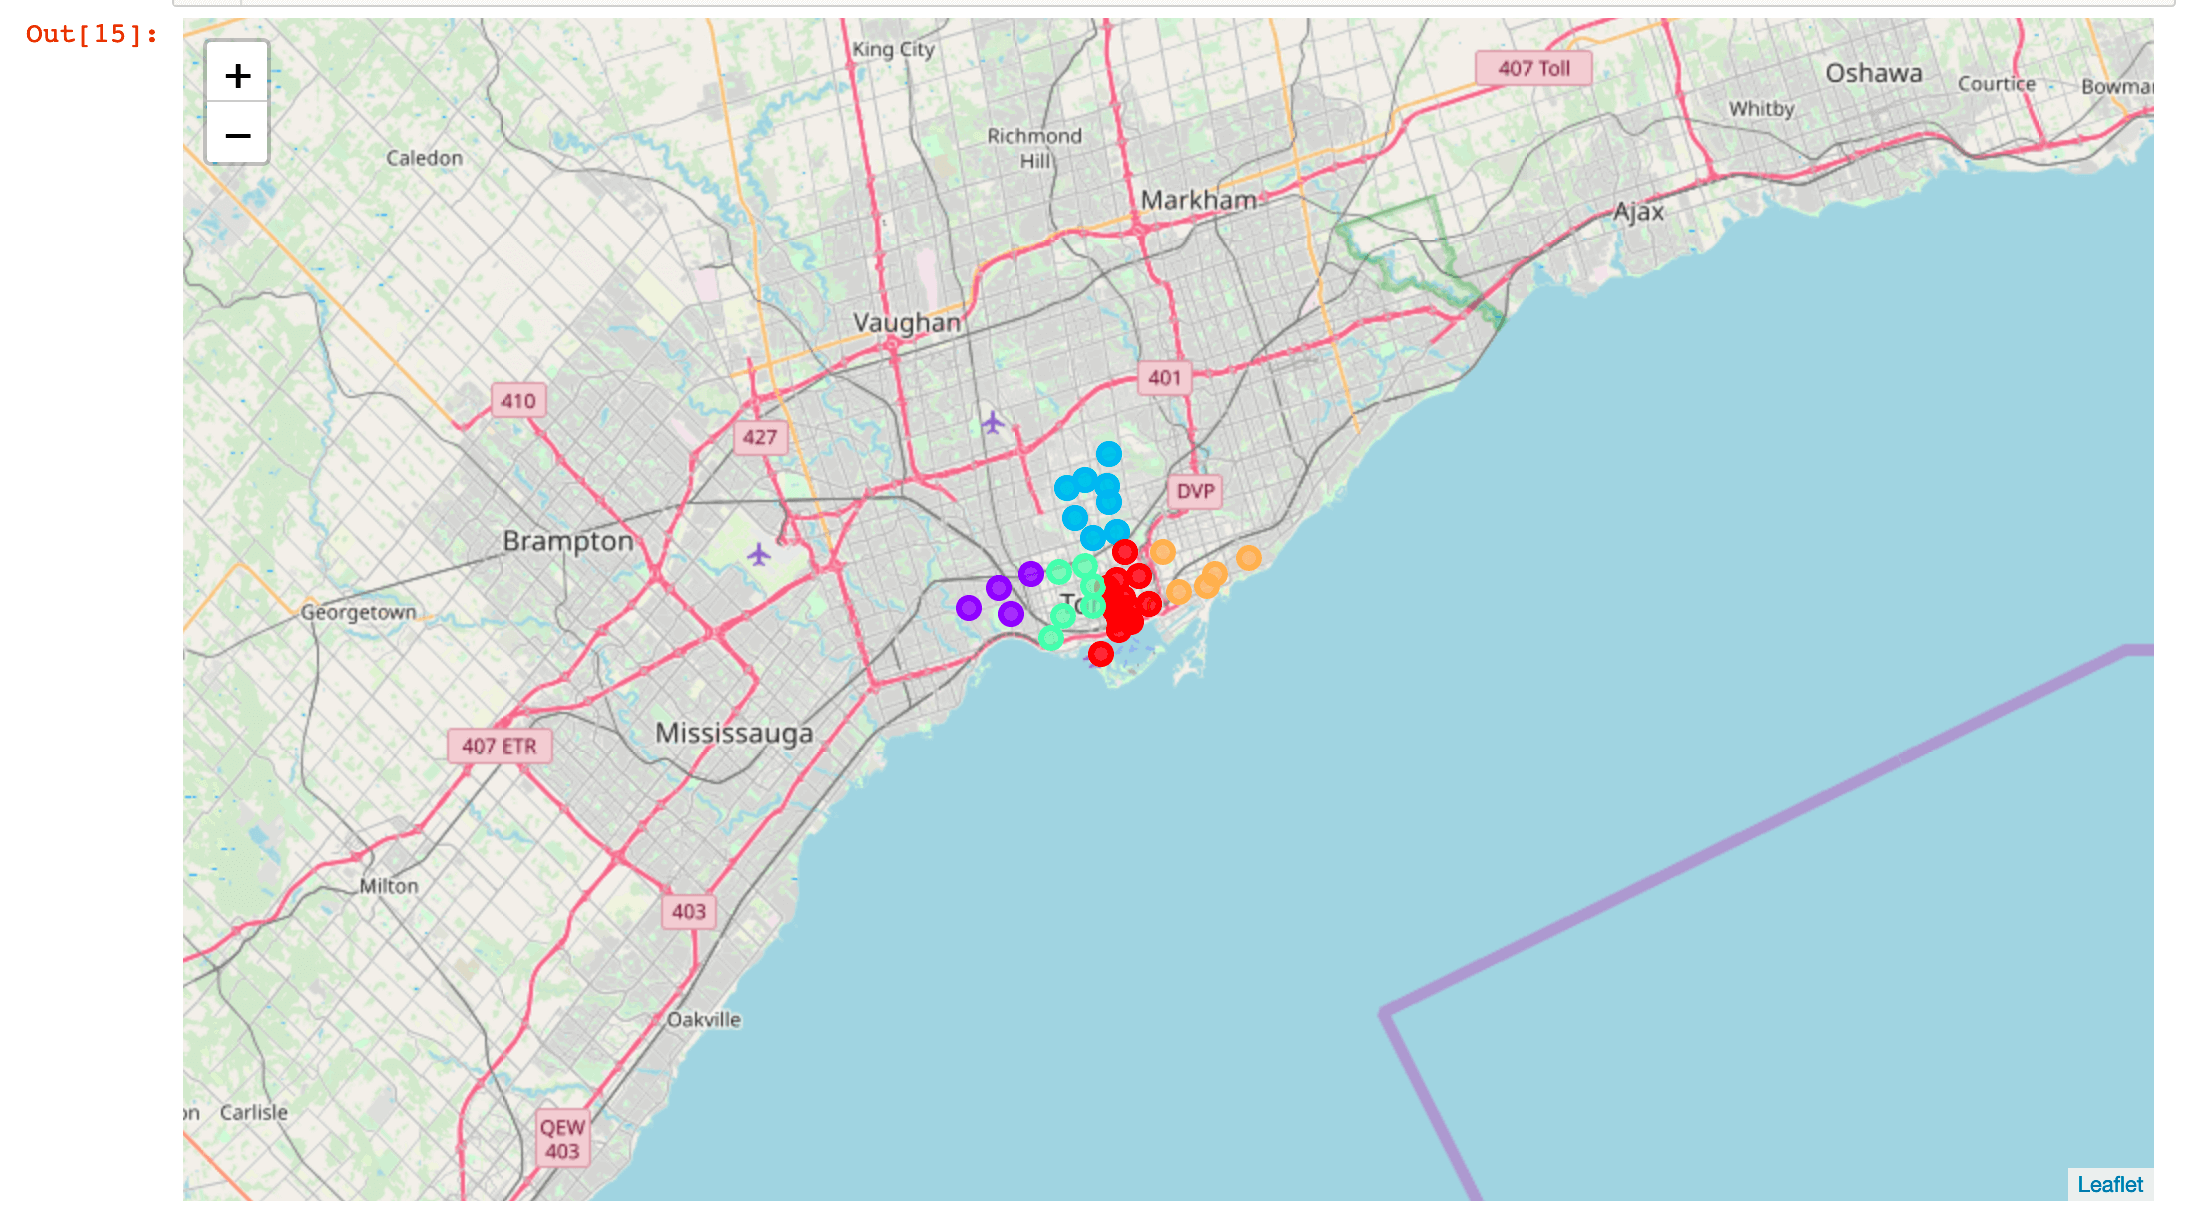 Out[15]:
+
−
King City
407 Toll
Oshawa
Courtice
Bowma
Whitby
Richmond
Hill
Caledon
Markham
Ajax
Vaughan
401
410
427
DVP
Brampton
Georgetown
To
Mississauga
407 ETR
Milton
403
Oakville
on
Carlisle
QEW
403
Leaflet